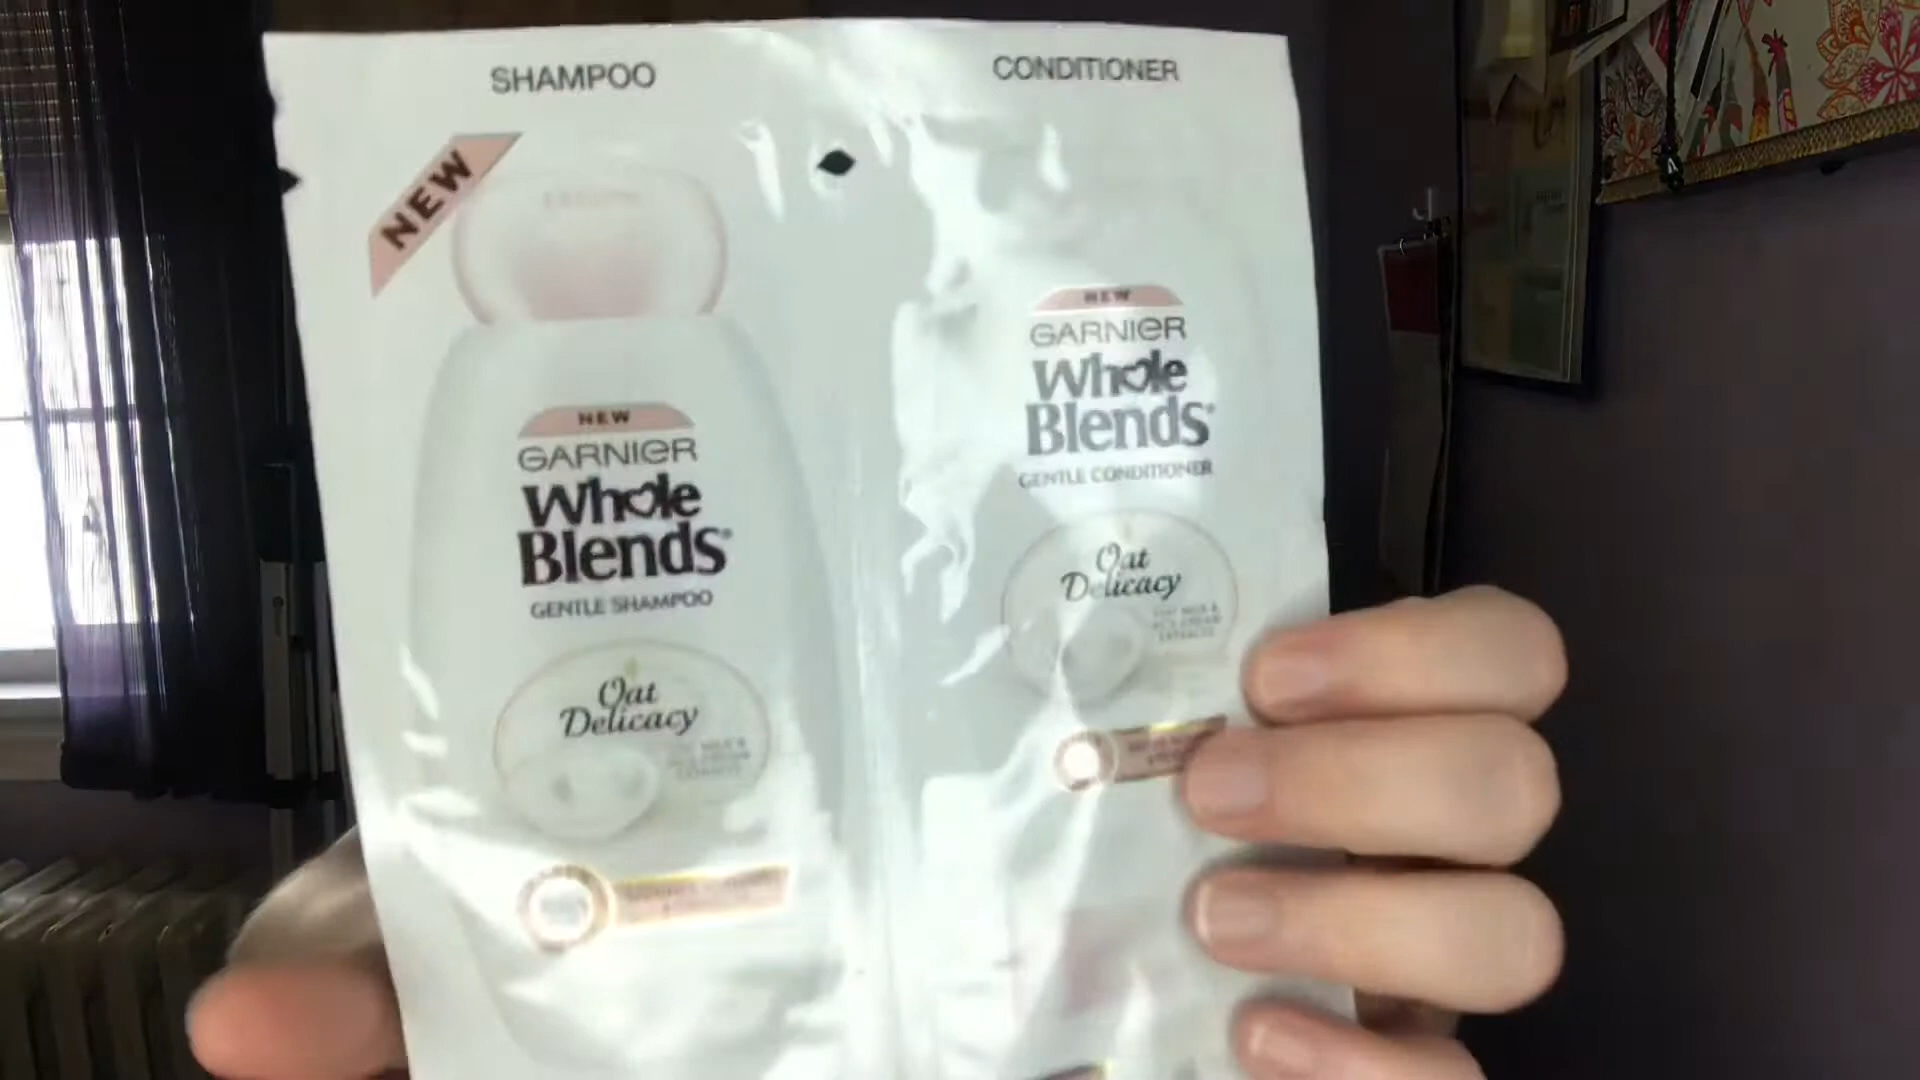 SHAMPOO
NEW
NEW
GARNIER
Whole
Blends
GENTLE SHAMPOO
Oat
Delicacy
CONDITIONER
NEW
GARNIER
Whole
Blends
GENTLE CONDITIONER
Oat
Delicacy
EXTRACTS